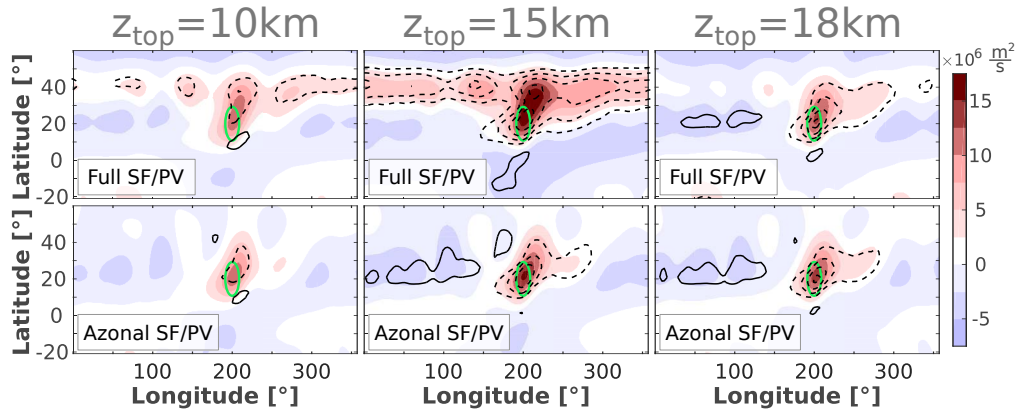 z_top=10km z_top=15km z_top=18km
×10⁶ m²/s
Latitude [°]
40
20
0
-20
Full SF/PV Full SF/PV Full SF/PV
15
10
5
0
-5
Latitude [°]
40
20
0
-20
Azonal SF/PV Azonal SF/PV Azonal SF/PV
100 200 300 100 200 300 100 200 300
Longitude [°] Longitude [°] Longitude [°]